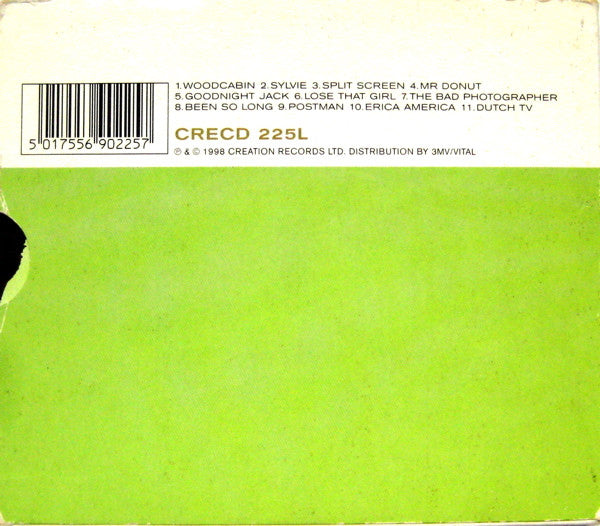 1.WOODCABIN 2.SYLVIE 3.SPLIT SCREEN 4.MR DONUT
5.GOODNIGHT JACK 6.LOSE THAT GIRL 7.THE BAD PHOTOGRAPHER
8.BEEN SO LONG 9.POSTMAN 10.ERICA AMERICA 11.DUTCH TV
CRECD 225L
℗ & © 1998 CREATION RECORDS LTD. DISTRIBUTION BY 3MV/VITAL
5 017556 902257